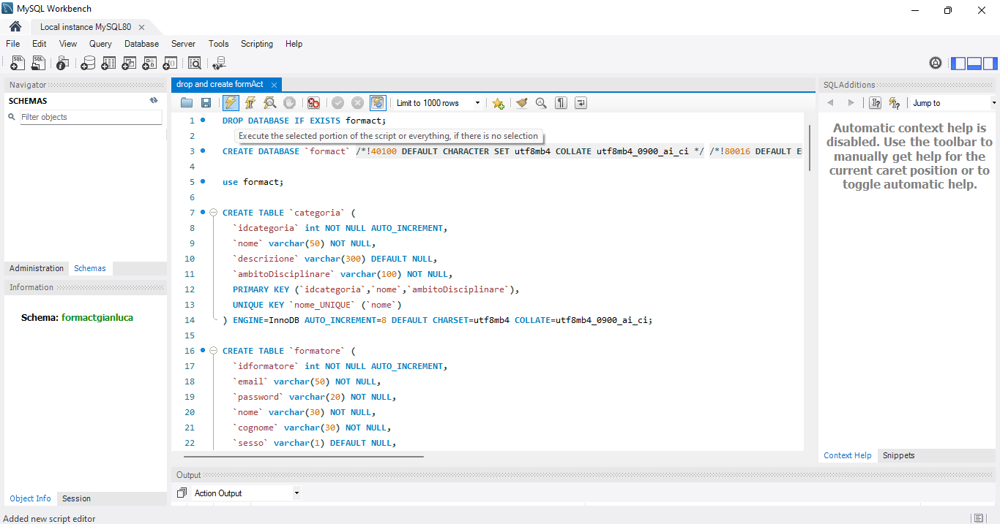 MySQL Workbench
Local instance MySQL80
File Edit View Query Database Server Tools Scripting Help
Navigator
SCHEMAS
Filter objects
Administration Schemas
Information
Schema: formactgianluca
Object Info Session
drop and create formAct
Limit to 1000 rows
1 DROP DATABASE IF EXISTS formact;
2
Execute the selected portion of the script or everything, if there is no selection
3 CREATE DATABASE `formact` /*!40100 DEFAULT CHARACTER SET utf8mb4 COLLATE utf8mb4_0900_ai_ci */ /*!80016 DEFAULT E
4
5 use formact;
6
7 CREATE TABLE `categoria` (
8 `idcategoria` int NOT NULL AUTO_INCREMENT,
9 `nome` varchar(50) NOT NULL,
10 `descrizione` varchar(300) DEFAULT NULL,
11 `ambitoDisciplinare` varchar(100) NOT NULL,
12 PRIMARY KEY (`idcategoria`,`nome`,`ambitoDisciplinare`),
13 UNIQUE KEY `nome_UNIQUE` (`nome`)
14 ) ENGINE=InnoDB AUTO_INCREMENT=8 DEFAULT CHARSET=utf8mb4 COLLATE=utf8mb4_0900_ai_ci;
15
16 CREATE TABLE `formatore` (
17 `idformatore` int NOT NULL AUTO_INCREMENT,
18 `email` varchar(50) NOT NULL,
19 `password` varchar(20) NOT NULL,
20 `nome` varchar(30) NOT NULL,
21 `cognome` varchar(30) NOT NULL,
22 `sesso` varchar(1) DEFAULT NULL,
Output
Action Output
SQLAdditions
Jump to
Automatic context help is
disabled. Use the toolbar to
manually get help for the
current caret position or to
toggle automatic help.
Context Help Snippets
Added new script editor